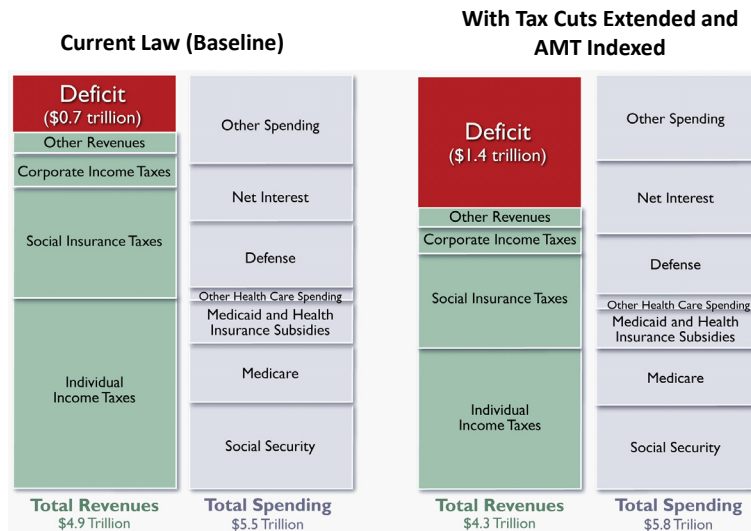 Current Law (Baseline)
With Tax Cuts Extended and
AMT Indexed
Deficit
($0.7 trillion)
Other Revenues
Corporate Income Taxes
Social Insurance Taxes
Individual
Income Taxes
Total Revenues
$4.9 Trillion
Other Spending
Net Interest
Defense
Other Health Care Spending
Medicaid and Health
Insurance Subsidies
Medicare
Social Security
Total Spending
$5.5 Trillion
Deficit
($1.4 trillion)
Other Revenues
Corporate Income Taxes
Social Insurance Taxes
Individual
Income Taxes
Total Revenues
$4.3 Trillion
Other Spending
Net Interest
Defense
Other Health Care Spending
Medicaid and Health
Insurance Subsidies
Medicare
Social Security
Total Spending
$5.8 Trillion